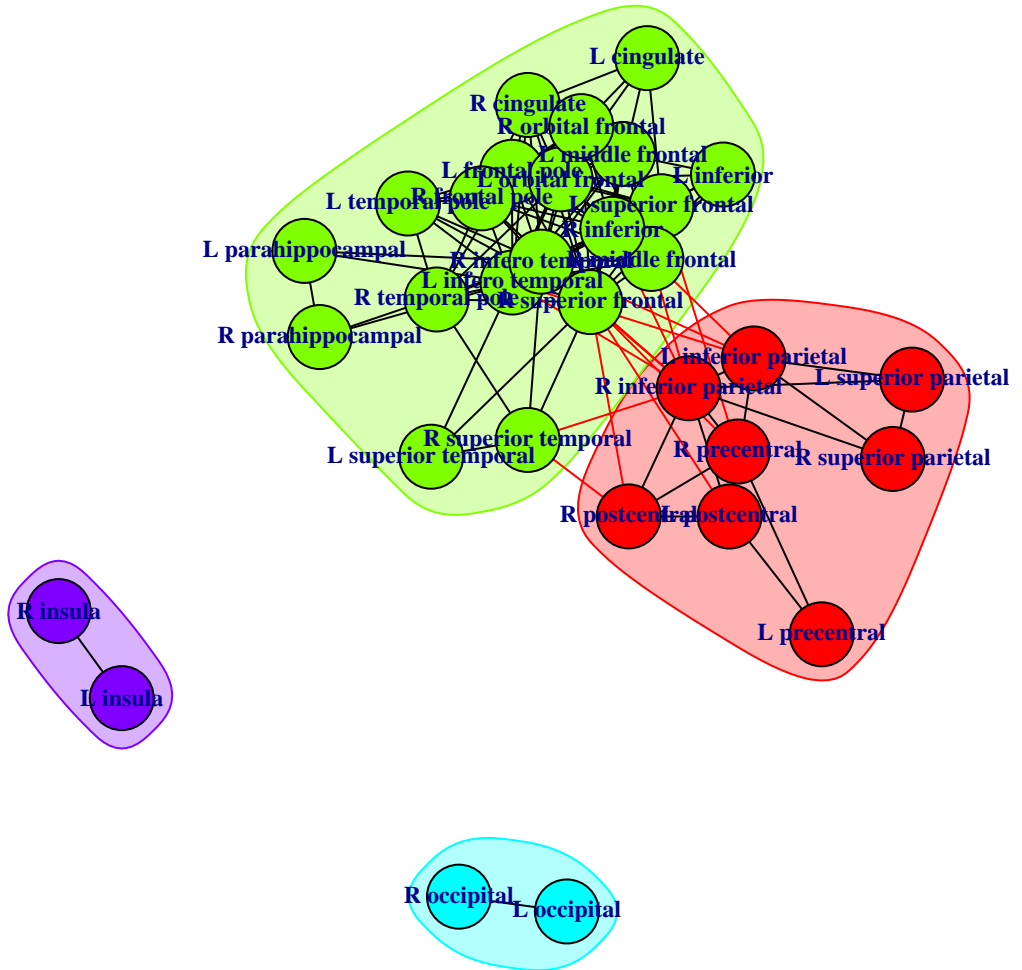 L cingulate
R cingulate
R orbital frontal
L middle frontal
L frontal pole
L inferior
L orbital frontal
R frontal pole
L temporal pole
L superior frontal
R inferior
L parahippocampal
R infero temporal
R middle frontal
L infero temporal
R temporal pole
R superior frontal
R parahippocampal
L inferior parietal
L superior parietal
R inferior parietal
R superior temporal
L superior temporal
R precentral
R superior parietal
R postcentral
L postcentral
R insula
L precentral
L insula
R occipital
L occipital